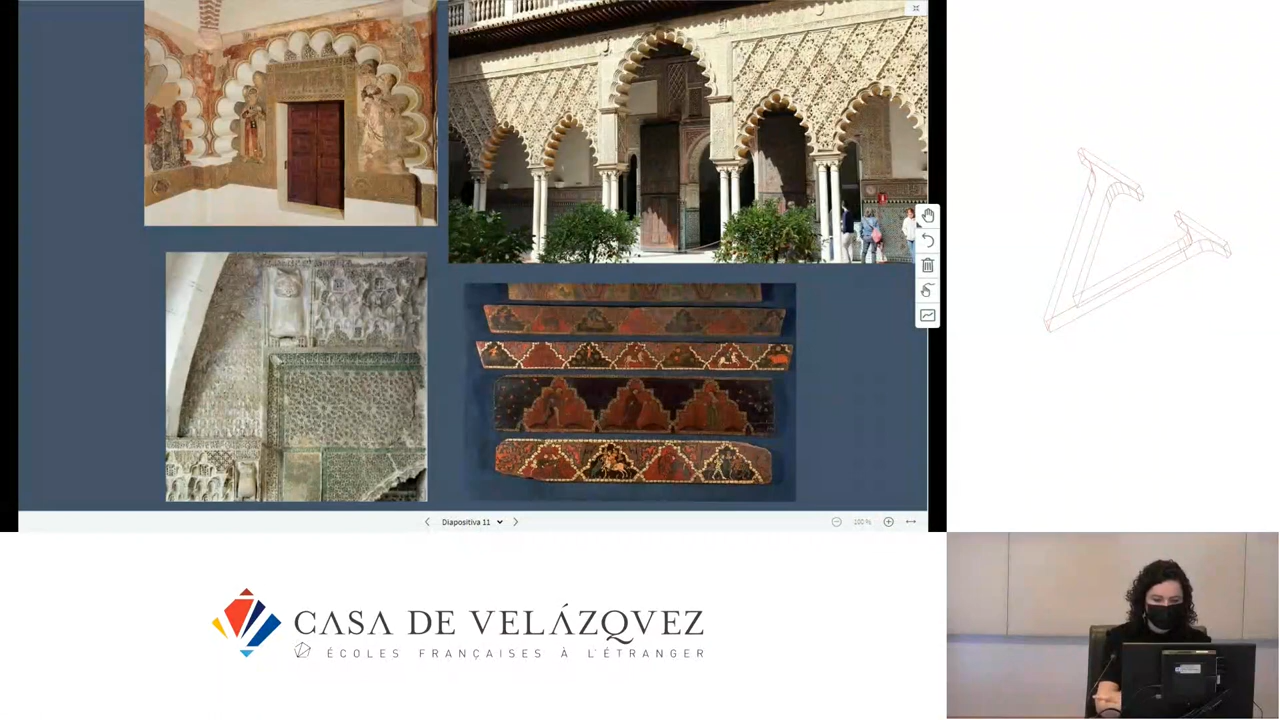 Diapositiva 11
100 %
CASA DE VELÁZQVEZ
ÉCOLES FRANÇAISES À L'ÉTRANGER